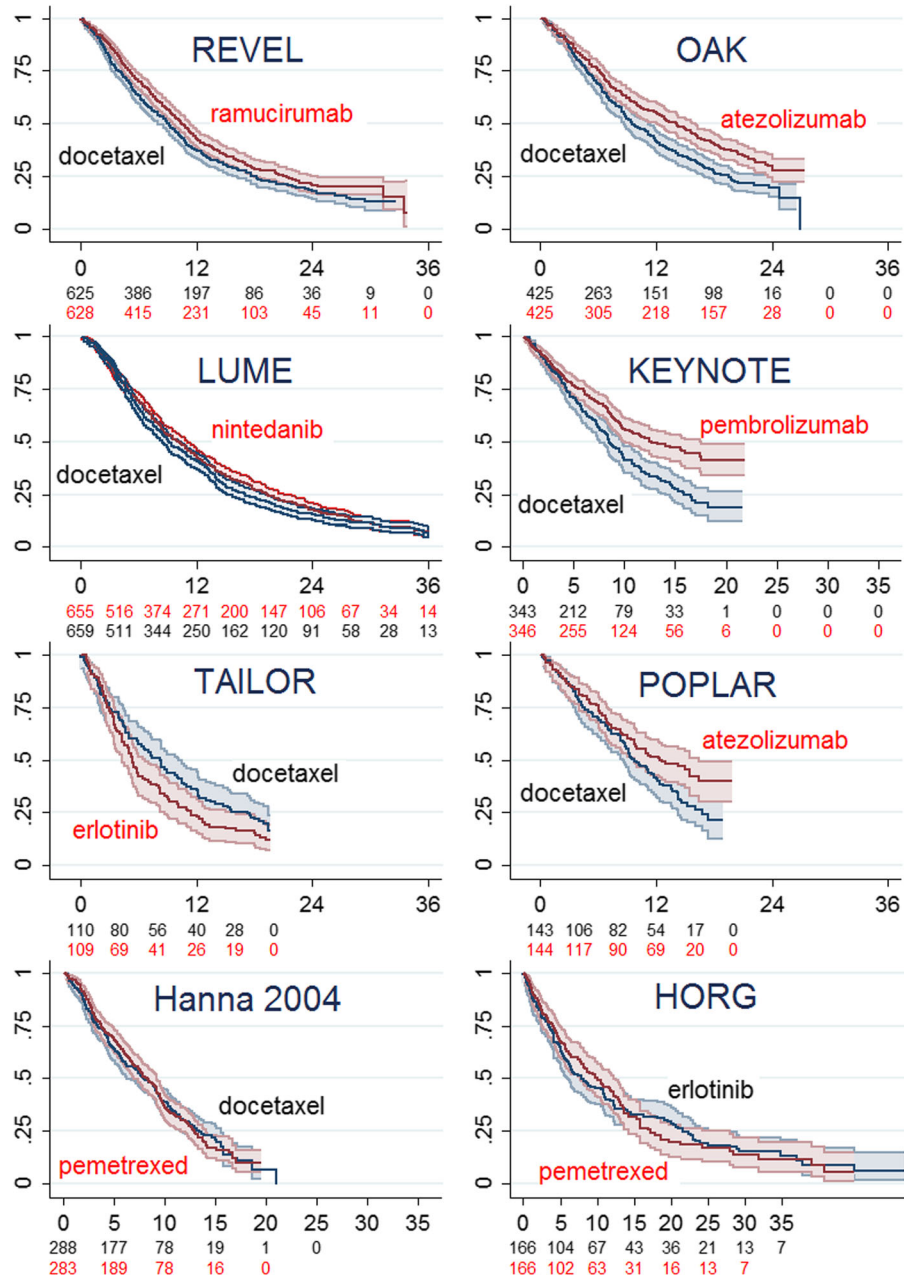 1
REVEL
.75
ramucirumab
.5
docetaxel
.25
0
0 12 24 36
625 386 197 86 36 9 0
628 415 231 103 45 11 0
1
OAK
.75
atezolizumab
.5
docetaxel
.25
0
0 12 24 36
425 263 151 98 16 0 0
425 305 218 157 28 0 0
1
LUME
.75
nintedanib
.5
docetaxel
.25
0
0 12 24 36
655 516 374 271 200 147 106 67 34 14
659 511 344 250 162 120 91 58 28 13
1
KEYNOTE
.75
pembrolizumab
.5
docetaxel
.25
0
0 5 10 15 20 25 30 35
343 212 79 33 1 0 0 0
346 255 124 56 6 0 0 0
1
TAILOR
.75
docetaxel
.5
erlotinib
.25
0
0 12 24 36
110 80 56 40 28 0
109 69 41 26 19 0
1
POPLAR
.75
atezolizumab
.5
docetaxel
.25
0
0 12 24 36
143 106 82 54 17 0
144 117 90 69 20 0
1
Hanna 2004
.75
.5
docetaxel
.25
pemetrexed
0
0 5 10 15 20 25 30 35
288 177 78 19 1 0
283 189 78 16 0
1
HORG
.75
.5
erlotinib
.25
pemetrexed
0
0 5 10 15 20 25 30 35
166 104 67 43 36 21 13 7
166 102 63 31 16 13 7